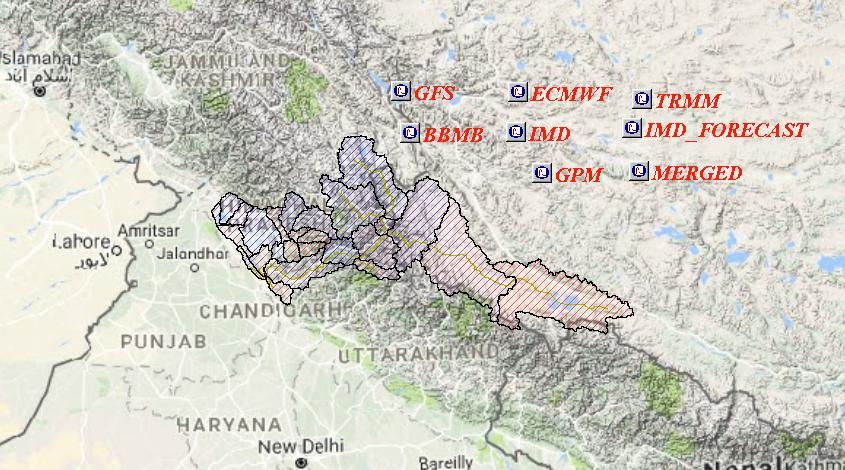 Islamabad
اسلام آباد
JAMMU AND
KASHMIR
GFS
ECMWF
TRMM
BBMB
IMD
IMD_FORECAST
GPM
MERGED
Amritsar
Lahore
لاہور
Jalandhar
CHANDIGARH
PUNJAB
UTTARAKHAND
HARYANA
New Delhi
Bareilly
Nepal